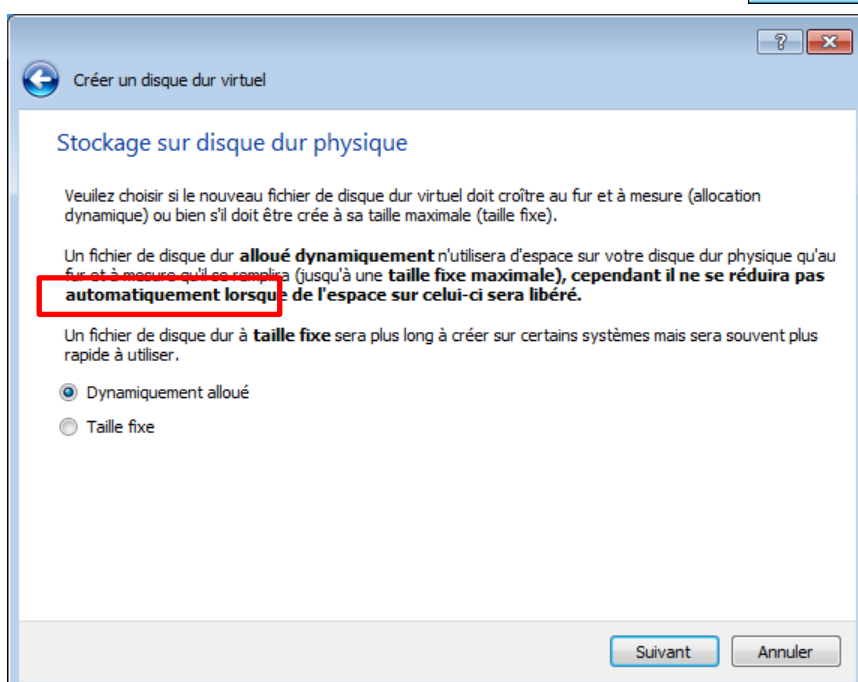 Créer un disque dur virtuel
Stockage sur disque dur physique
Veuilez choisir si le nouveau fichier de disque dur virtuel doit croître au fur et à mesure (allocation
dynamique) ou bien s'il doit être crée à sa taille maximale (taille fixe).
Un fichier de disque dur alloué dynamiquement n'utilisera d'espace sur votre disque dur physique qu'au
fur et à mesure qu'il se remplira (jusqu'à une taille fixe maximale), cependant il ne se réduira pas
automatiquement lorsque de l'espace sur celui-ci sera libéré.
Un fichier de disque dur à taille fixe sera plus long à créer sur certains systèmes mais sera souvent plus
rapide à utiliser.
Dynamiquement alloué
Taille fixe
Suivant Annuler